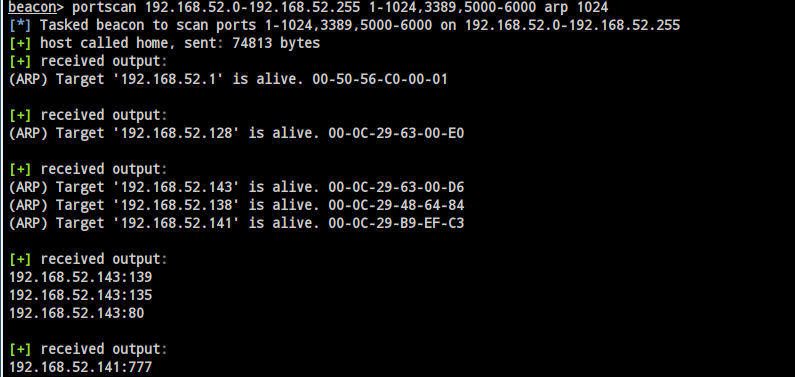 beacon> portscan 192.168.52.0-192.168.52.255 1-1024,3389,5000-6000 arp 1024
[*] Tasked beacon to scan ports 1-1024,3389,5000-6000 on 192.168.52.0-192.168.52.255
[+] host called home, sent: 74813 bytes
[+] received output:
(ARP) Target '192.168.52.1' is alive. 00-50-56-C0-00-01
[+] received output:
(ARP) Target '192.168.52.128' is alive. 00-0C-29-63-00-E0
[+] received output:
(ARP) Target '192.168.52.143' is alive. 00-0C-29-63-00-D6
(ARP) Target '192.168.52.138' is alive. 00-0C-29-48-64-84
(ARP) Target '192.168.52.141' is alive. 00-0C-29-B9-EF-C3
[+] received output:
192.168.52.143:139
192.168.52.143:135
192.168.52.143:80
[+] received output:
192.168.52.141:777